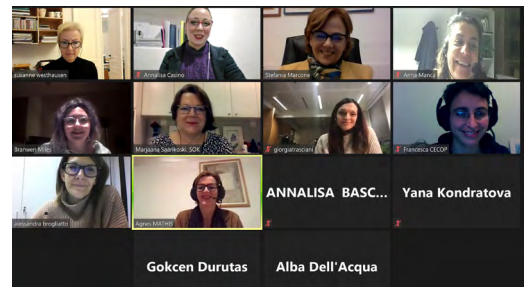 susanne westhausen
Annalisa Casino
Stefania Marcone
Anna Manca
Branwen Miles
Marjaana Saarikoski, SOK
giorgiatrasciani
Francesca CECOP
alessandra brogliatto
Agnes MATHIS
ANNALISA BASC...
Yana Kondratova
Gokcen Durutas
Alba Dell'Acqua